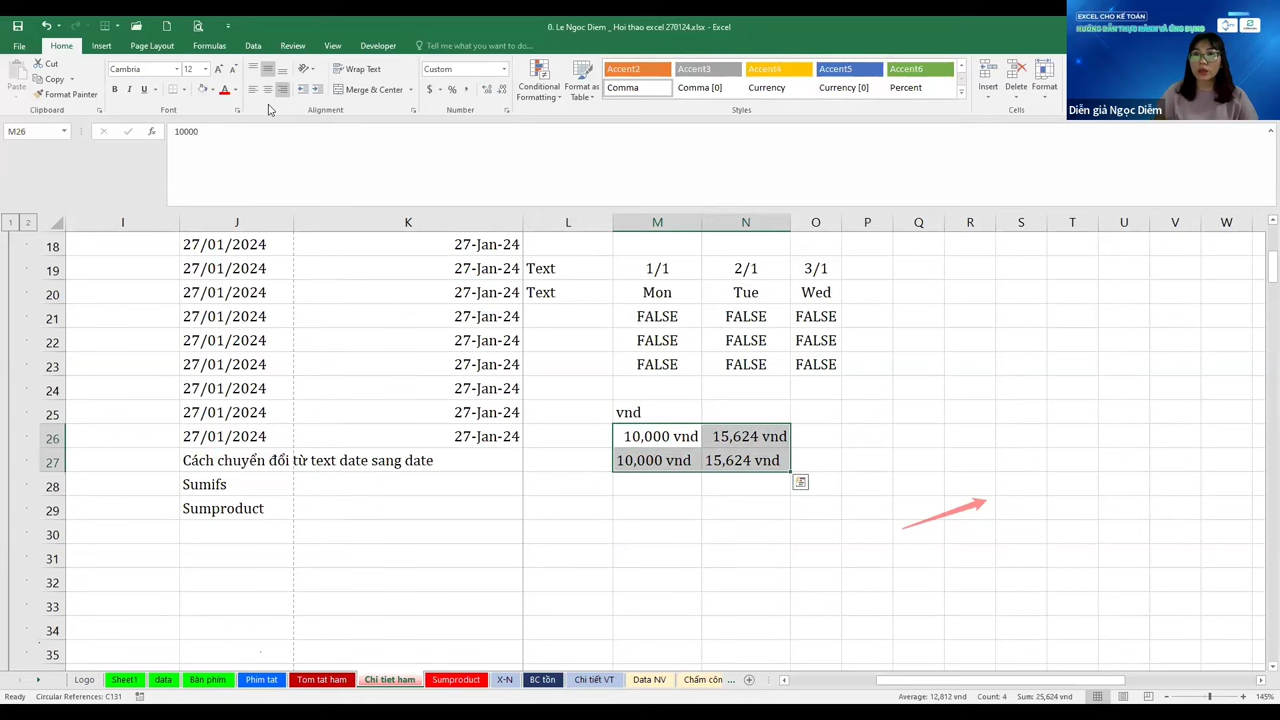 0. Le Ngoc Diem _ Hoi thao excel 270124.xlsx - Excel
File Home Insert Page Layout Formulas Data Review View Developer Tell me what you want to do...
EXCEL CHO KẾ TOÁN
HƯỚNG DẪN THỰC HÀNH VÀ ỨNG DỤNG
Diễn giả Ngọc Diễm
Paste Cut Copy Format Painter
Cambria 12 Wrap Text Merge & Center
Custom
Conditional Formatting Format as Table
Accent2 Accent3 Accent4 Accent5 Accent6
Comma Comma [0] Currency Currency [0] Percent
Insert Delete Format
Clipboard Font Alignment Number Styles Cells
M26 fx 10000
1 2 I J K L M N O P Q R S T U V W
18 27/01/2024 27-Jan-24
19 27/01/2024 27-Jan-24 Text 1/1 2/1 3/1
20 27/01/2024 27-Jan-24 Text Mon Tue Wed
21 27/01/2024 27-Jan-24 FALSE FALSE FALSE
22 27/01/2024 27-Jan-24 FALSE FALSE FALSE
23 27/01/2024 27-Jan-24 FALSE FALSE FALSE
24 27/01/2024 27-Jan-24
25 27/01/2024 27-Jan-24 vnd
26 27/01/2024 27-Jan-24 10,000 vnd 15,624 vnd
27 Cách chuyển đổi từ text date sang date 10,000 vnd 15,624 vnd
28 Sumifs
29 Sumproduct
30
31
32
33
34
35
Logo Sheet1 data Bàn phím Phim tat Tom tat ham Chi tiet ham Sumproduct X-N BC tồn Chi tiết VT Data NV Chấm côn ...
Ready Circular References: C131 Average: 12,812 vnd Count: 4 Sum: 25,624 vnd 145%